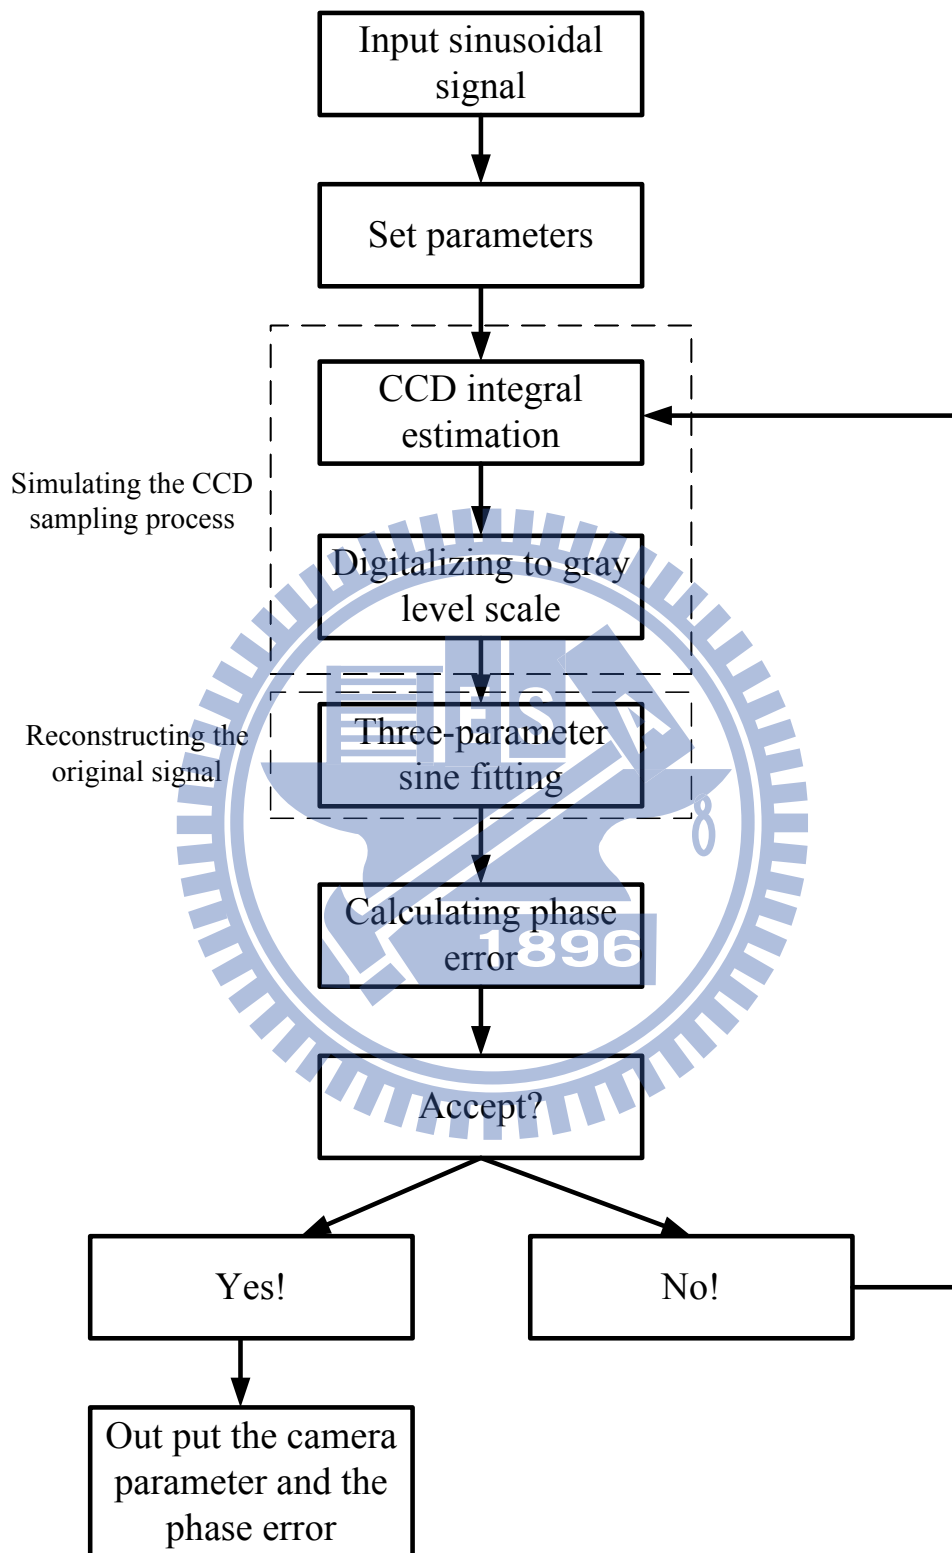 Input sinusoidal
signal
Set parameters
CCD integral
estimation
Simulating the CCD
sampling process
Digitalizing to gray
level scale
ES
Reconstructing the
original signal
Three-parameter
sine fitting
8
Calculating phase
error
1896
Accept?
Yes!
No!
Out put the camera
parameter and the
phase error